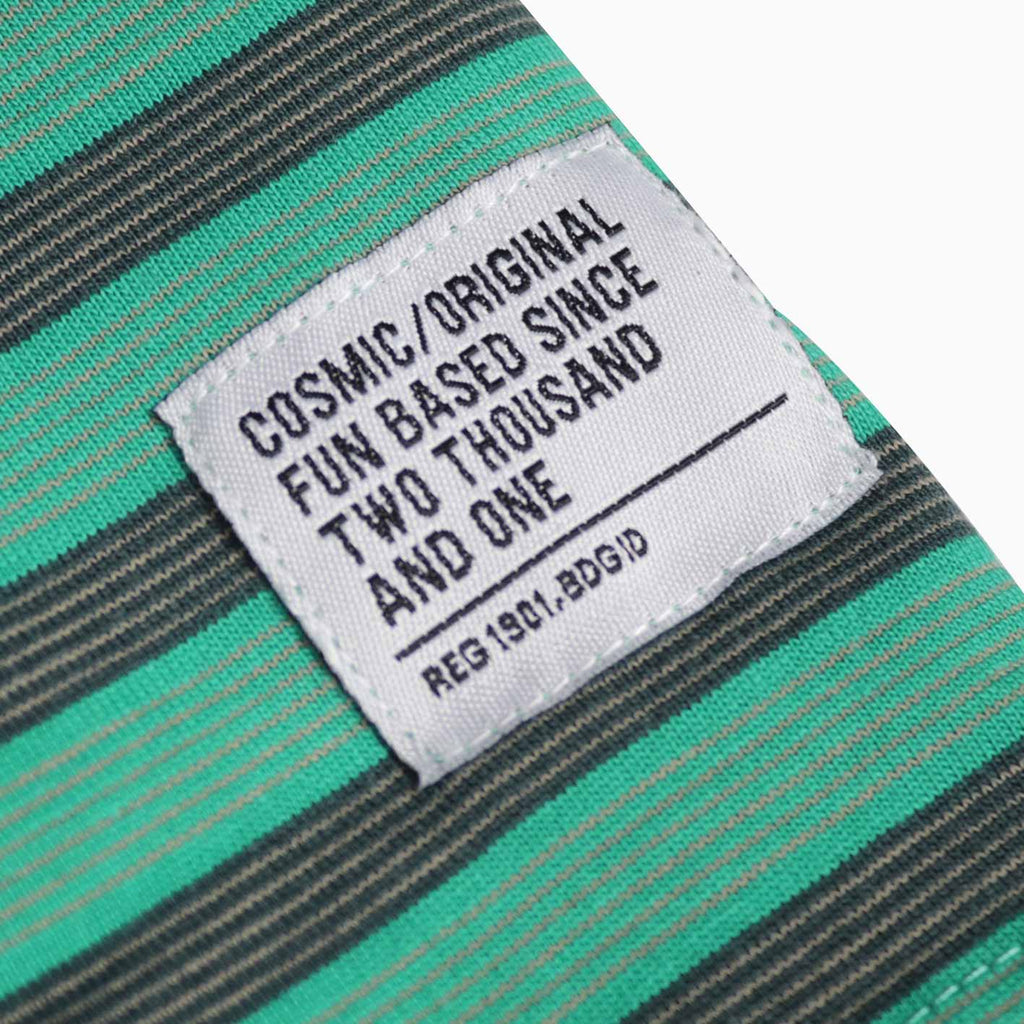 COSMIC/ORIGINAL
FUN BASED SINCE
TWO THOUSAND
AND ONE
REG 1901, BDG ID